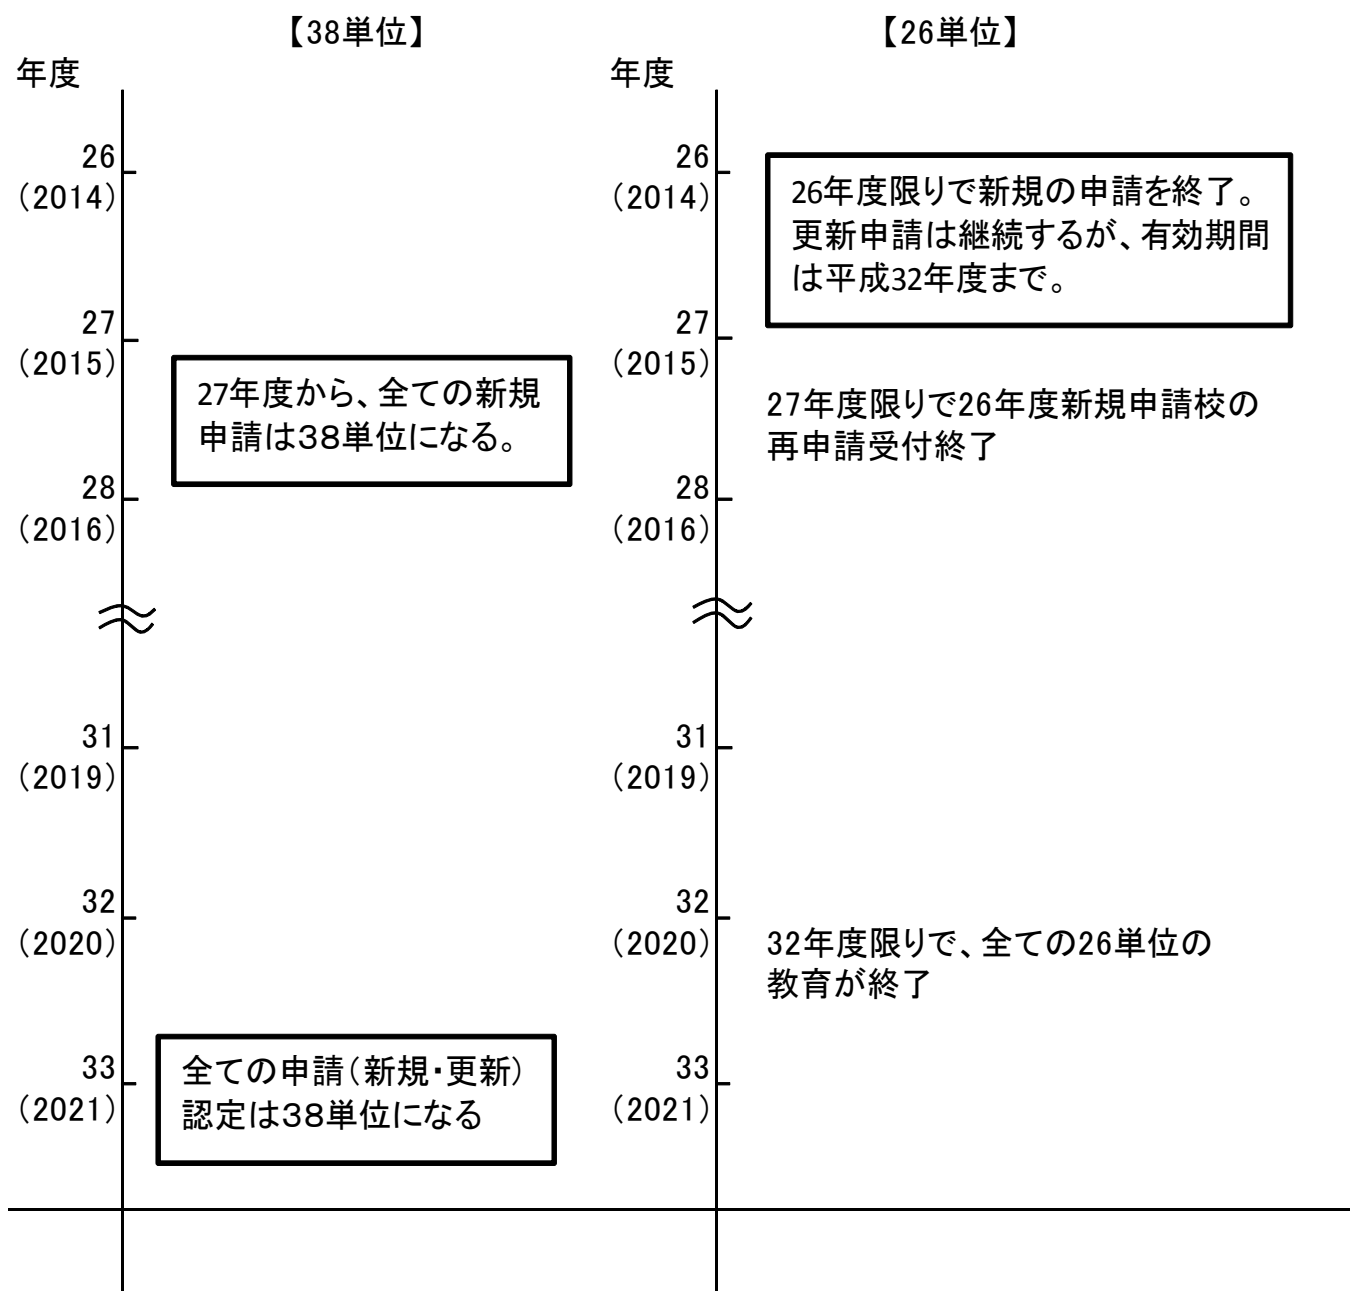 【38単位】
年度
26
(2014)
27
(2015)
27年度から、全ての新規
申請は38単位になる。
28
(2016)
31
(2019)
32
(2020)
33
(2021)
全ての申請(新規・更新)
認定は38単位になる
【26単位】
年度
26
(2014)
26年度限りで新規の申請を終了。
更新申請は継続するが、有効期間
は平成32年度まで。
27
(2015)
27年度限りで26年度新規申請校の
再申請受付終了
28
(2016)
31
(2019)
32
(2020)
32年度限りで、全ての26単位の
教育が終了
33
(2021)